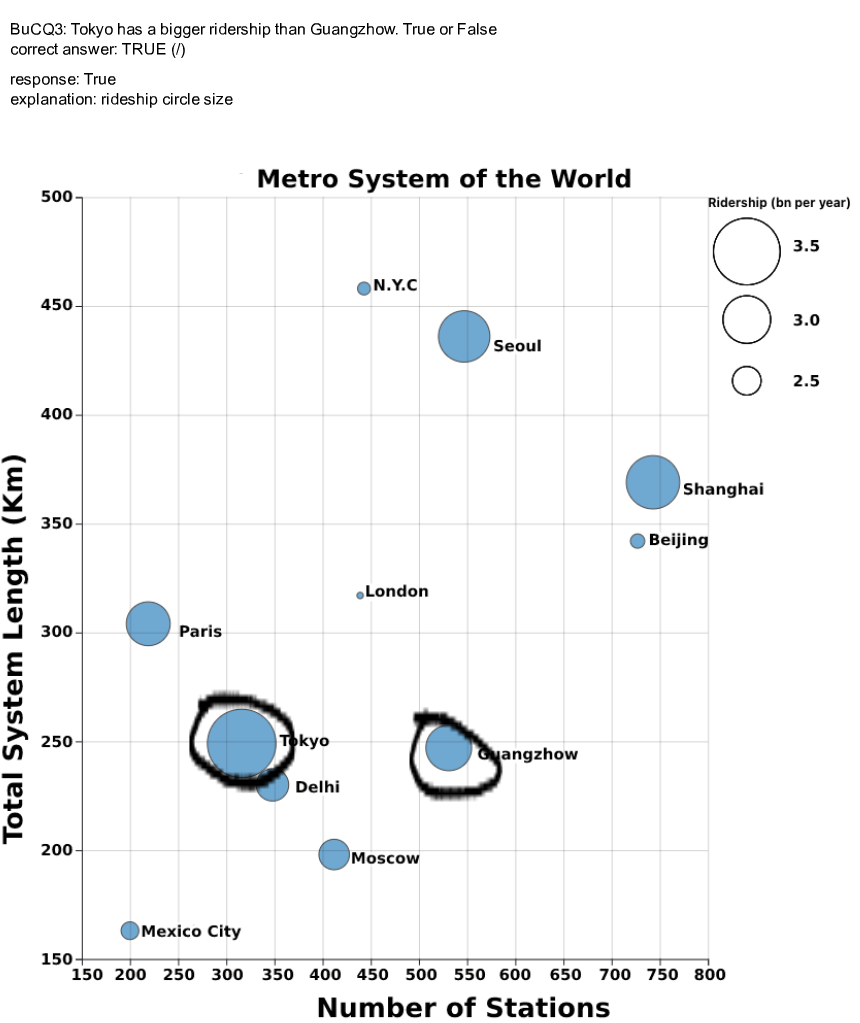 BuCQ3: Tokyo has a bigger ridership than Guangzhow. True or False
correct answer: TRUE (/)
response: True
explanation: rideship circle size
Metro System of the World
Ridership (bn per year)
3.5
3.0
2.5
500
450
400
350
300
250
200
150
Total System Length (Km)
N.Y.C
Seoul
Shanghai
Beijing
London
Paris
Tokyo
Guangzhow
Delhi
Moscow
Mexico City
150 200 250 300 350 400 450 500 550 600 650 700 750 800
Number of Stations